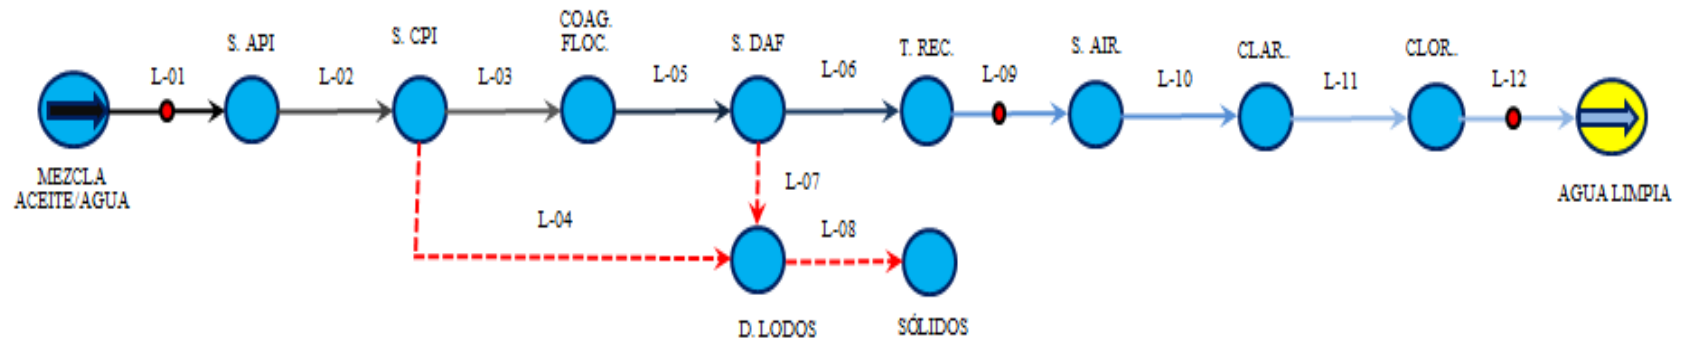 COAG.
FLOC.
S. API
S. CPI
S. DAF
T. REC.
S. AIR.
CLAR..
CLOR..
L-01
L-02
L-03
L-05
L-06
L-09
L-10
L-11
L-12
MEZCLA
ACEITE/AGUA
AGUA LIMPIA
L-07
L-04
L-08
D. LODOS
SÓLIDOS